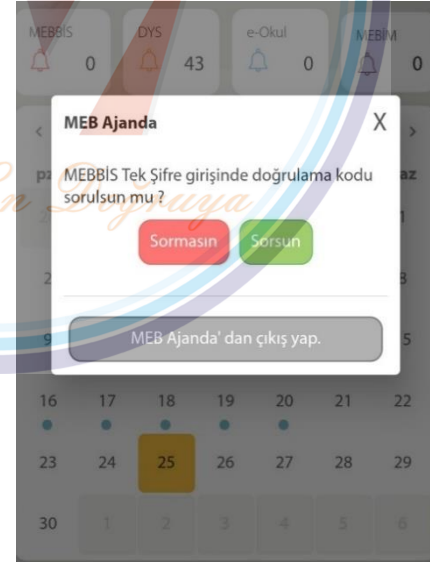 MEBBİS DYS e-Okul MEBİM
0 43 0 0
MEB Ajanda X
< >
MEBBİS Tek Şifre girişinde doğrulama kodu
sorulsun mu ?
Sormasın Sorsun
MEB Ajanda' dan çıkış yap.
16 17 18 19 20 21 22
23 24 25 26 27 28 29
30 1 2 3 4 5 6